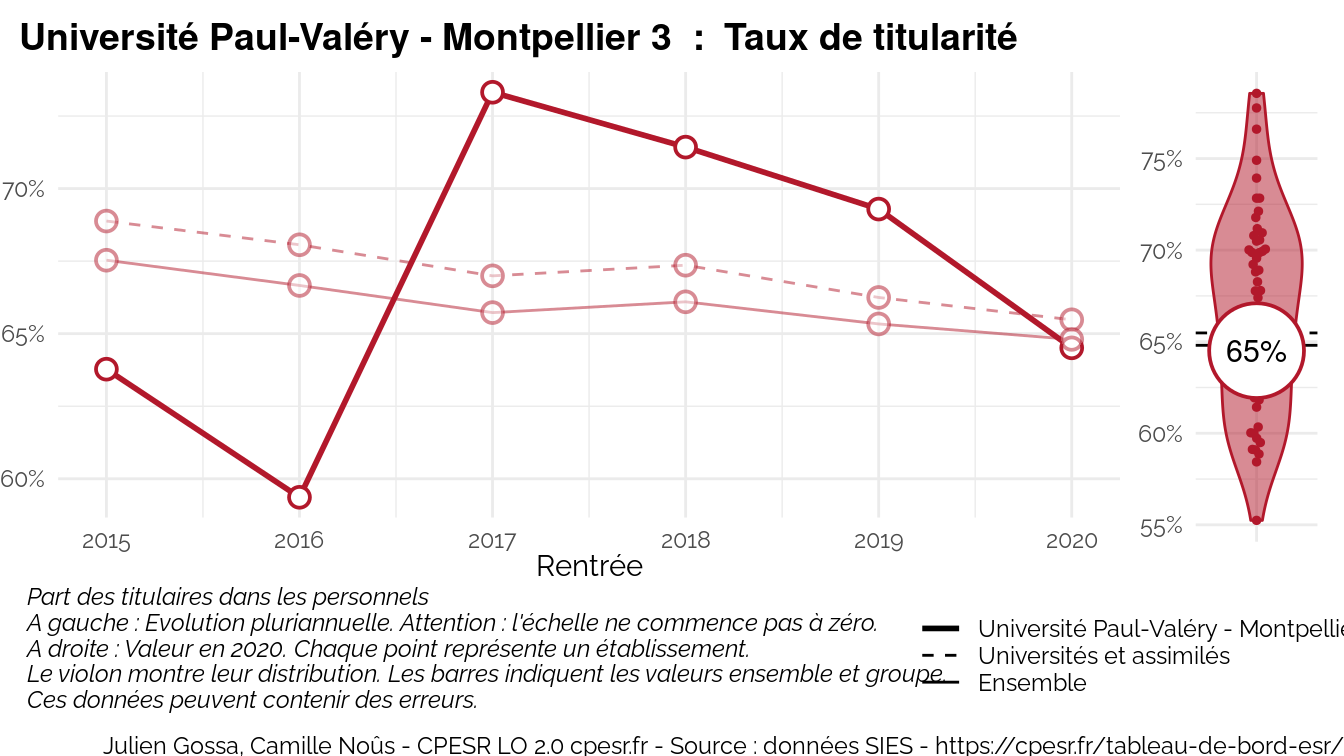 Université Paul-Valéry - Montpellier 3 : Taux de titularité
70%
65%
60%
2015 2016 2017 2018 2019 2020
Rentrée
75%
70%
65%
60%
55%
65%
Part des titulaires dans les personnels
A gauche : Evolution pluriannuelle. Attention : l'échelle ne commence pas à zéro.
A droite : Valeur en 2020. Chaque point représente un établissement.
Le violon montre leur distribution. Les barres indiquent les valeurs ensemble et groupe.
Ces données peuvent contenir des erreurs.
Université Paul-Valéry - Montpellie
Universités et assimilés
Ensemble
Julien Gossa, Camille Noûs - CPESR LO 2.0 cpesr.fr - Source : données SIES - https://cpesr.fr/tableau-de-bord-esr/